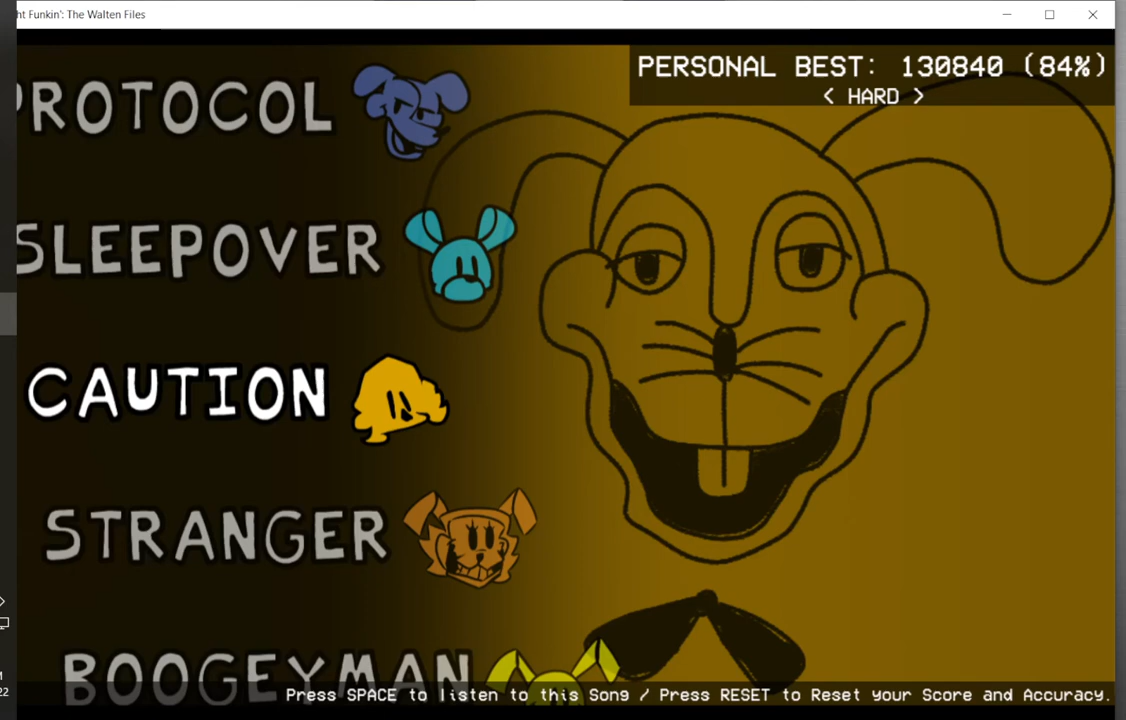 ht Funkin': The Walten Files
PERSONAL BEST: 130840 (84%)
< HARD >
PROTOCOL
SLEEPOVER
CAUTION
STRANGER
BOOGEYMAN
Press SPACE to listen to this Song / Press RESET to Reset your Score and Accuracy.
M
22